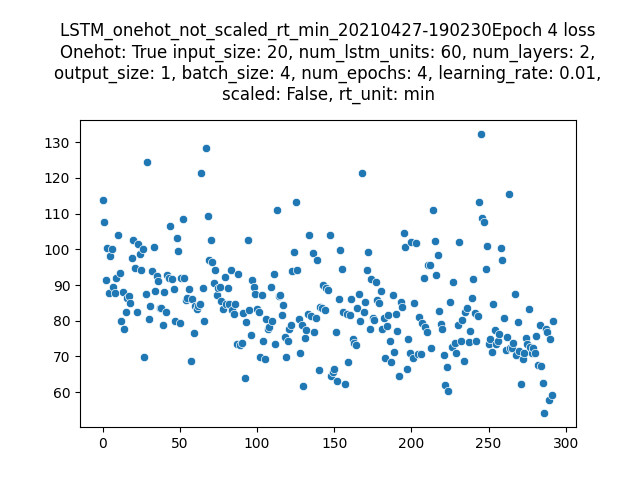 LSTM_onehot_not_scaled_rt_min_20210427-190230Epoch 4 loss
Onehot: True input_size: 20, num_lstm_units: 60, num_layers: 2,
output_size: 1, batch_size: 4, num_epochs: 4, learning_rate: 0.01,
scaled: False, rt_unit: min
130
120
110
100
90
80
70
60
0 50 100 150 200 250 300